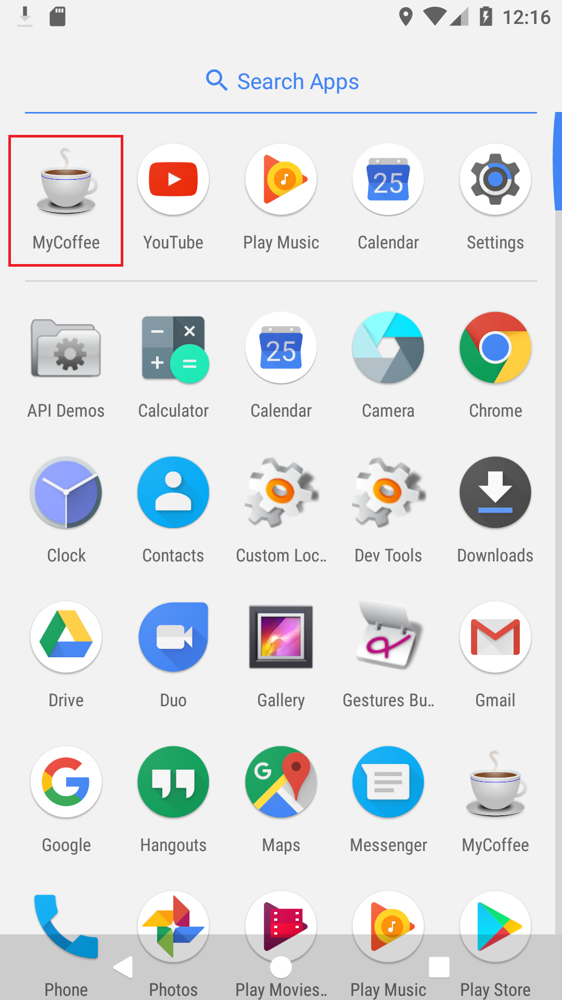 12:16
Search Apps
25
MyCoffee YouTube Play Music Calendar Settings
25
API Demos Calculator Calendar Camera Chrome
Clock Contacts Custom Loc.. Dev Tools Downloads
Drive Duo Gallery Gestures Bu.. Gmail
G G
Google Hangouts Maps Messenger MyCoffee
Phone Photos Play Movies.. Play Music Play Store